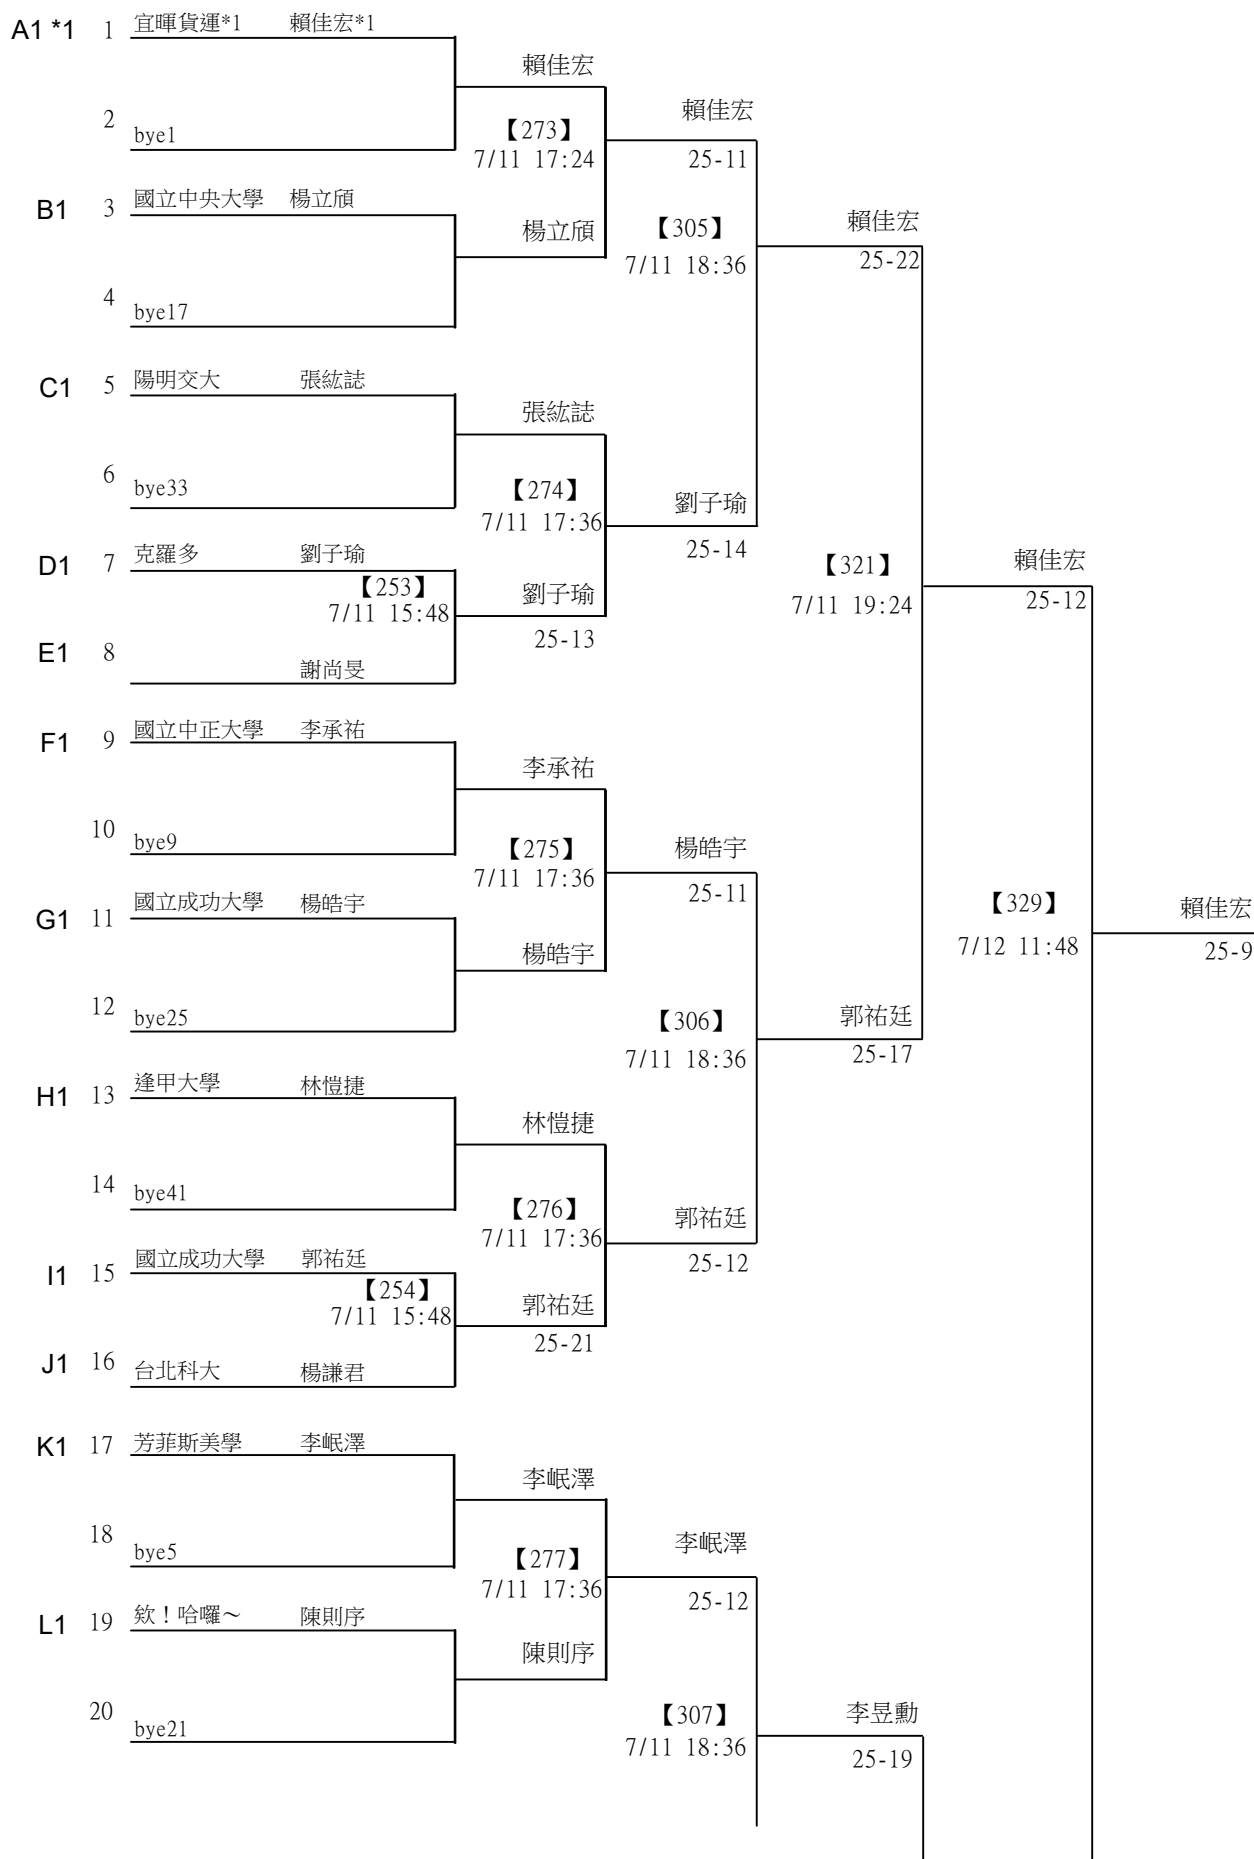 A1 *1 1 宜暉貨運*1 賴佳宏*1
賴佳宏
賴佳宏
2 bye1
【273】
7/11 17:24
25-11
B1 3 國立中央大學 楊立頎
楊立頎
【305】
7/11 18:36
賴佳宏
25-22
4 bye17
C1 5 陽明交大 張紘誌
張紘誌
6 bye33
【274】
7/11 17:36
劉子瑜
25-14
D1 7 克羅多 劉子瑜
【253】
7/11 15:48
劉子瑜
25-13
【321】
7/11 19:24
賴佳宏
25-12
E1 8 謝尚旻
F1 9 國立中正大學 李承祐
李承祐
10 bye9
【275】
7/11 17:36
楊皓宇
25-11
G1 11 國立成功大學 楊皓宇
楊皓宇
【329】
7/12 11:48
賴佳宏
25-9
12 bye25
【306】
7/11 18:36
郭祐廷
25-17
H1 13 逢甲大學 林愷捷
林愷捷
14 bye41
【276】
7/11 17:36
郭祐廷
25-12
I1 15 國立成功大學 郭祐廷
【254】
7/11 15:48
郭祐廷
25-21
J1 16 台北科大 楊謙君
K1 17 芳菲斯美學 李岷澤
李岷澤
18 bye5
【277】
7/11 17:36
李岷澤
25-12
L1 19 欸！哈囉～ 陳則序
陳則序
20 bye21
【307】
7/11 18:36
李昱勳
25-19